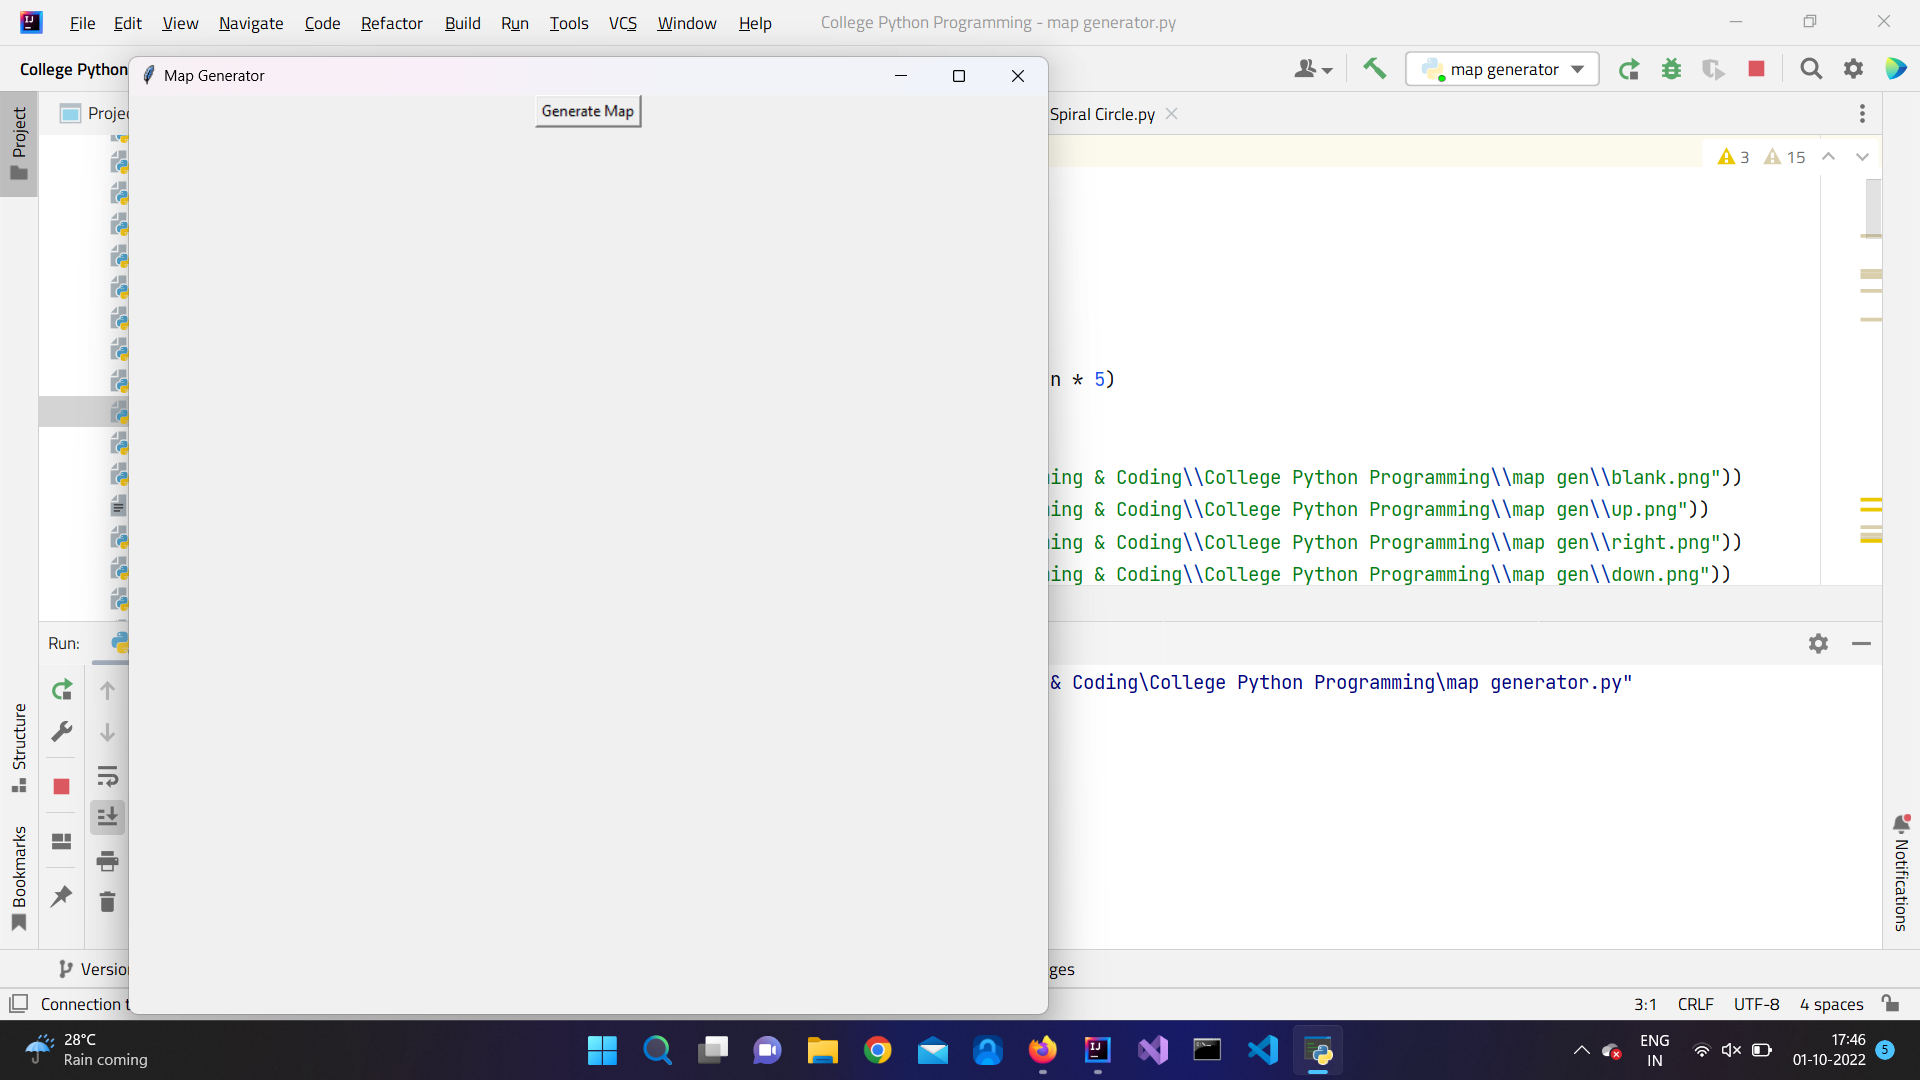 File Edit View Navigate Code Refactor Build Run Tools VCS Window Help College Python Programming - map generator.py
College Python
map generator
Map Generator
Generate Map
Project
Spiral Circle.py
3 15
n * 5)
ing & Coding\\College Python Programming\\map gen\\blank.png"))
ing & Coding\\College Python Programming\\map gen\\up.png"))
ing & Coding\\College Python Programming\\map gen\\right.png"))
ing & Coding\\College Python Programming\\map gen\\down.png"))
Run:
& Coding\College Python Programming\map generator.py"
Structure
Bookmarks
Notifications
Version
ges
Connection t
3:1 CRLF UTF-8 4 spaces
28°C
Rain coming
ENG
IN
17:46
01-10-2022
5